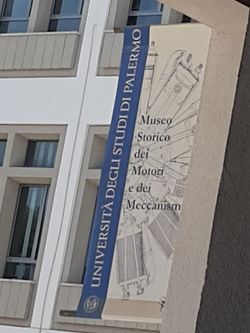 UNIVERSITÀ DEGLI STUDI DI PALERMO
Museo
Storico
dei
Motori
e dei
Meccanismi